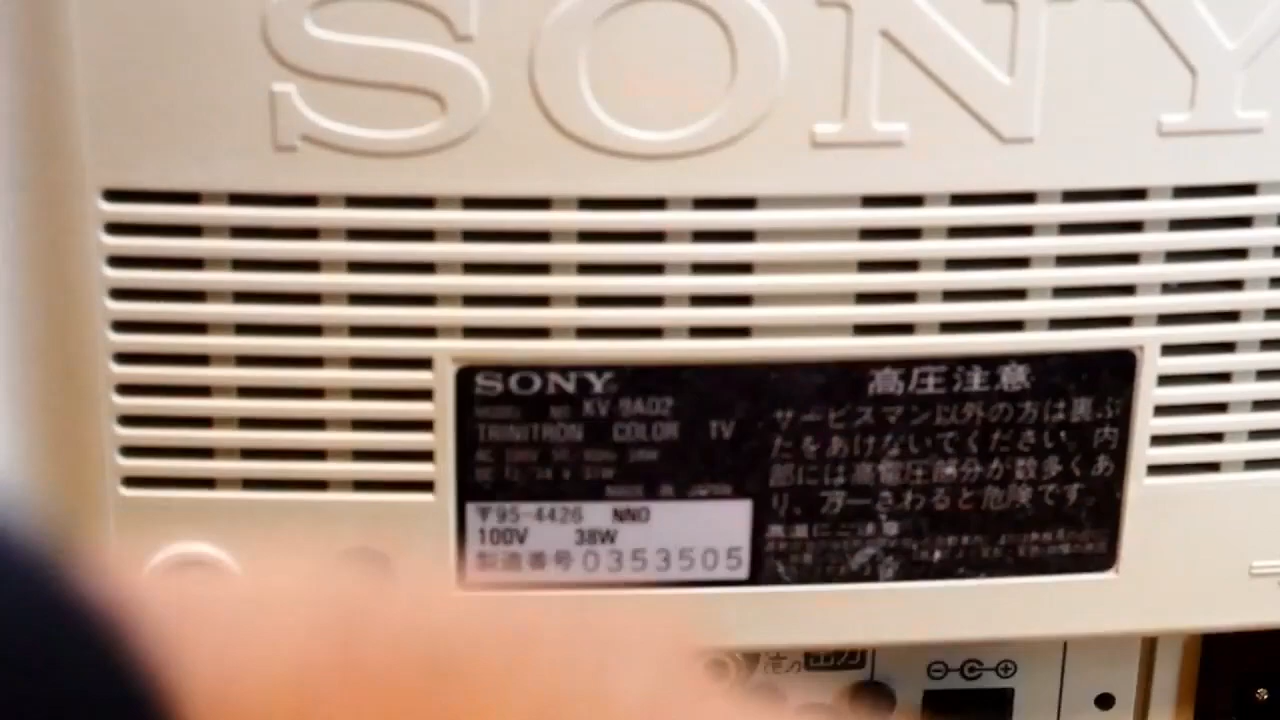 SONY
SONY
KV-9AD2
TRINITRON COLOR TV
MADE IN JAPAN
〒95-4426 NNO
100V 38W
製造番号 0353505
高圧注意
サービスマン以外の方は裏ぶ
たをあけないでください。内
部には高電圧部分が数多くあ
り、万一さわると危険です。
出力